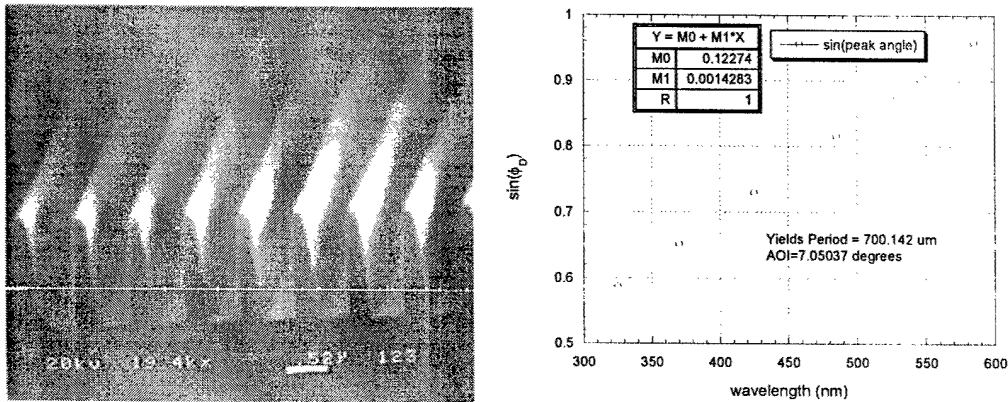 20kV 19.4kx .52µ 123
Y = M0 + M1*X
M0 0.12274
M1 0.0014283
R 1
sin(peak angle)
sin(ϕD)
1
0.9
0.8
0.7
0.6
0.5
Yields Period = 700.142 um
AOI=7.05037 degrees
300 350 400 450 500 550 600
wavelength (nm)